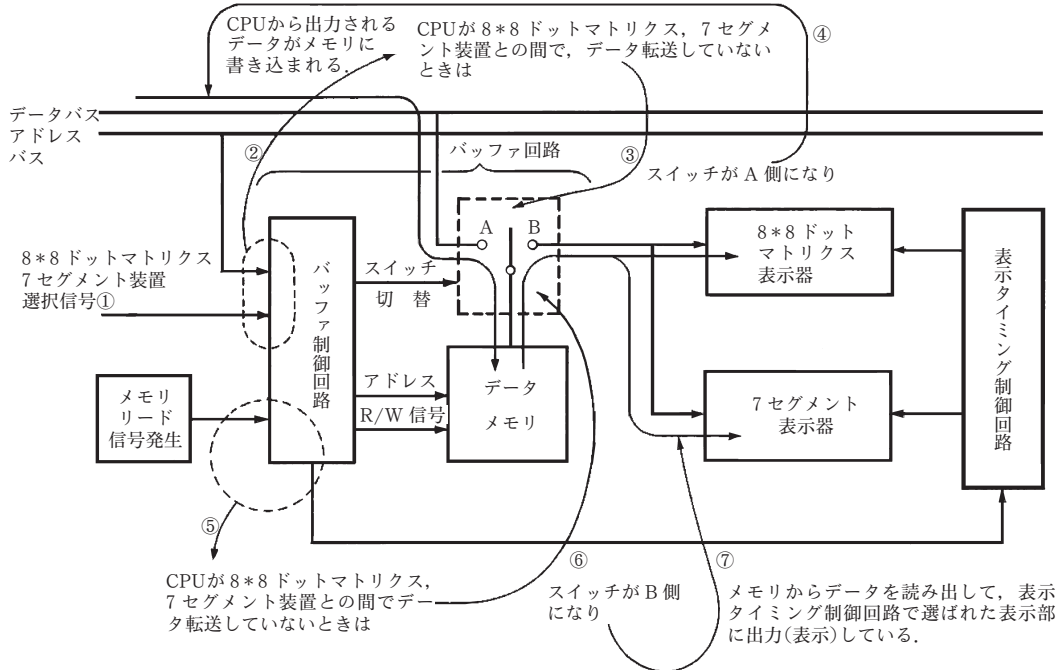 CPUから出力される
データがメモリに
書き込まれる.
CPUが8*8ドットマトリクス，7セグメ
ント装置との間で，データ転送していない
ときは
④
データバス
アドレス
バス
②
バッファ回路
③
スイッチがA側になり
A
B
8*8ドットマトリクス
7セグメント装置
選択信号①
バッファ制御回路
スイッチ
切替
8*8ドット
マトリクス
表示器
表示タイミング制御回路
メモリ
リード
信号発生
アドレス
R/W信号
データ
メモリ
7セグメント
表示器
⑤
CPUが8*8ドットマトリクス，
7セグメント装置との間でデー
タ転送していないときは
⑥
スイッチがB側
になり
⑦
メモリからデータを読み出して，表示
タイミング制御回路で選ばれた表示部
に出力(表示)している.